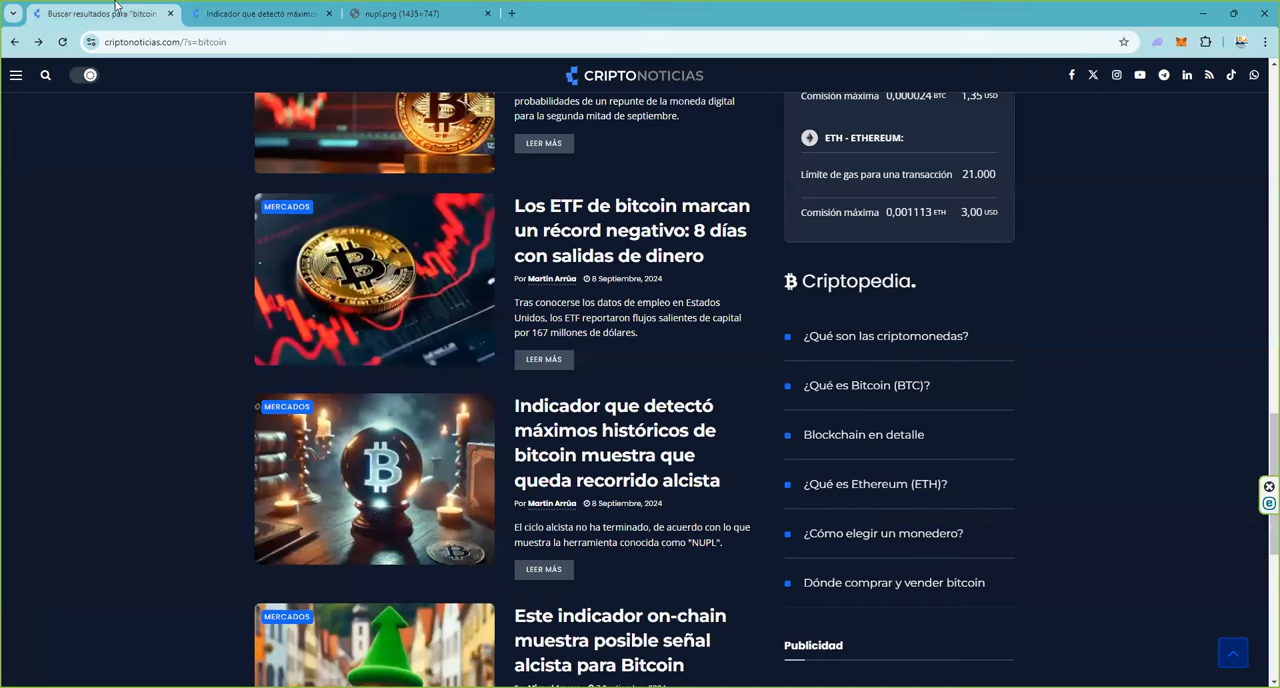 Buscar resultados para "bitcoin
Indicador que detectó máximos
nupl.png (1435×747)
criptonoticias.com/?s=bitcoin
CRIPTONOTICIAS
probabilidades de un repunte de la moneda digital
para la segunda mitad de septiembre.
LEER MÁS
MERCADOS
Los ETF de bitcoin marcan
un récord negativo: 8 días
con salidas de dinero
Por Martín Arrúa 8 Septiembre, 2024
Tras conocerse los datos de empleo en Estados
Unidos, los ETF reportaron flujos salientes de capital
por 167 millones de dólares.
LEER MÁS
MERCADOS
Indicador que detectó
máximos históricos de
bitcoin muestra que
queda recorrido alcista
Por Martín Arrúa 8 Septiembre, 2024
El ciclo alcista no ha terminado, de acuerdo con lo que
muestra la herramienta conocida como "NUPL".
LEER MÁS
MERCADOS
Este indicador on-chain
muestra posible señal
alcista para Bitcoin
Comisión máxima 0,000024 BTC 1,35 USD
ETH - ETHEREUM:
Límite de gas para una transacción 21.000
Comisión máxima 0,001113 ETH 3,00 USD
Criptopedia.
¿Qué son las criptomonedas?
¿Qué es Bitcoin (BTC)?
Blockchain en detalle
¿Qué es Ethereum (ETH)?
¿Cómo elegir un monedero?
Dónde comprar y vender bitcoin
Publicidad